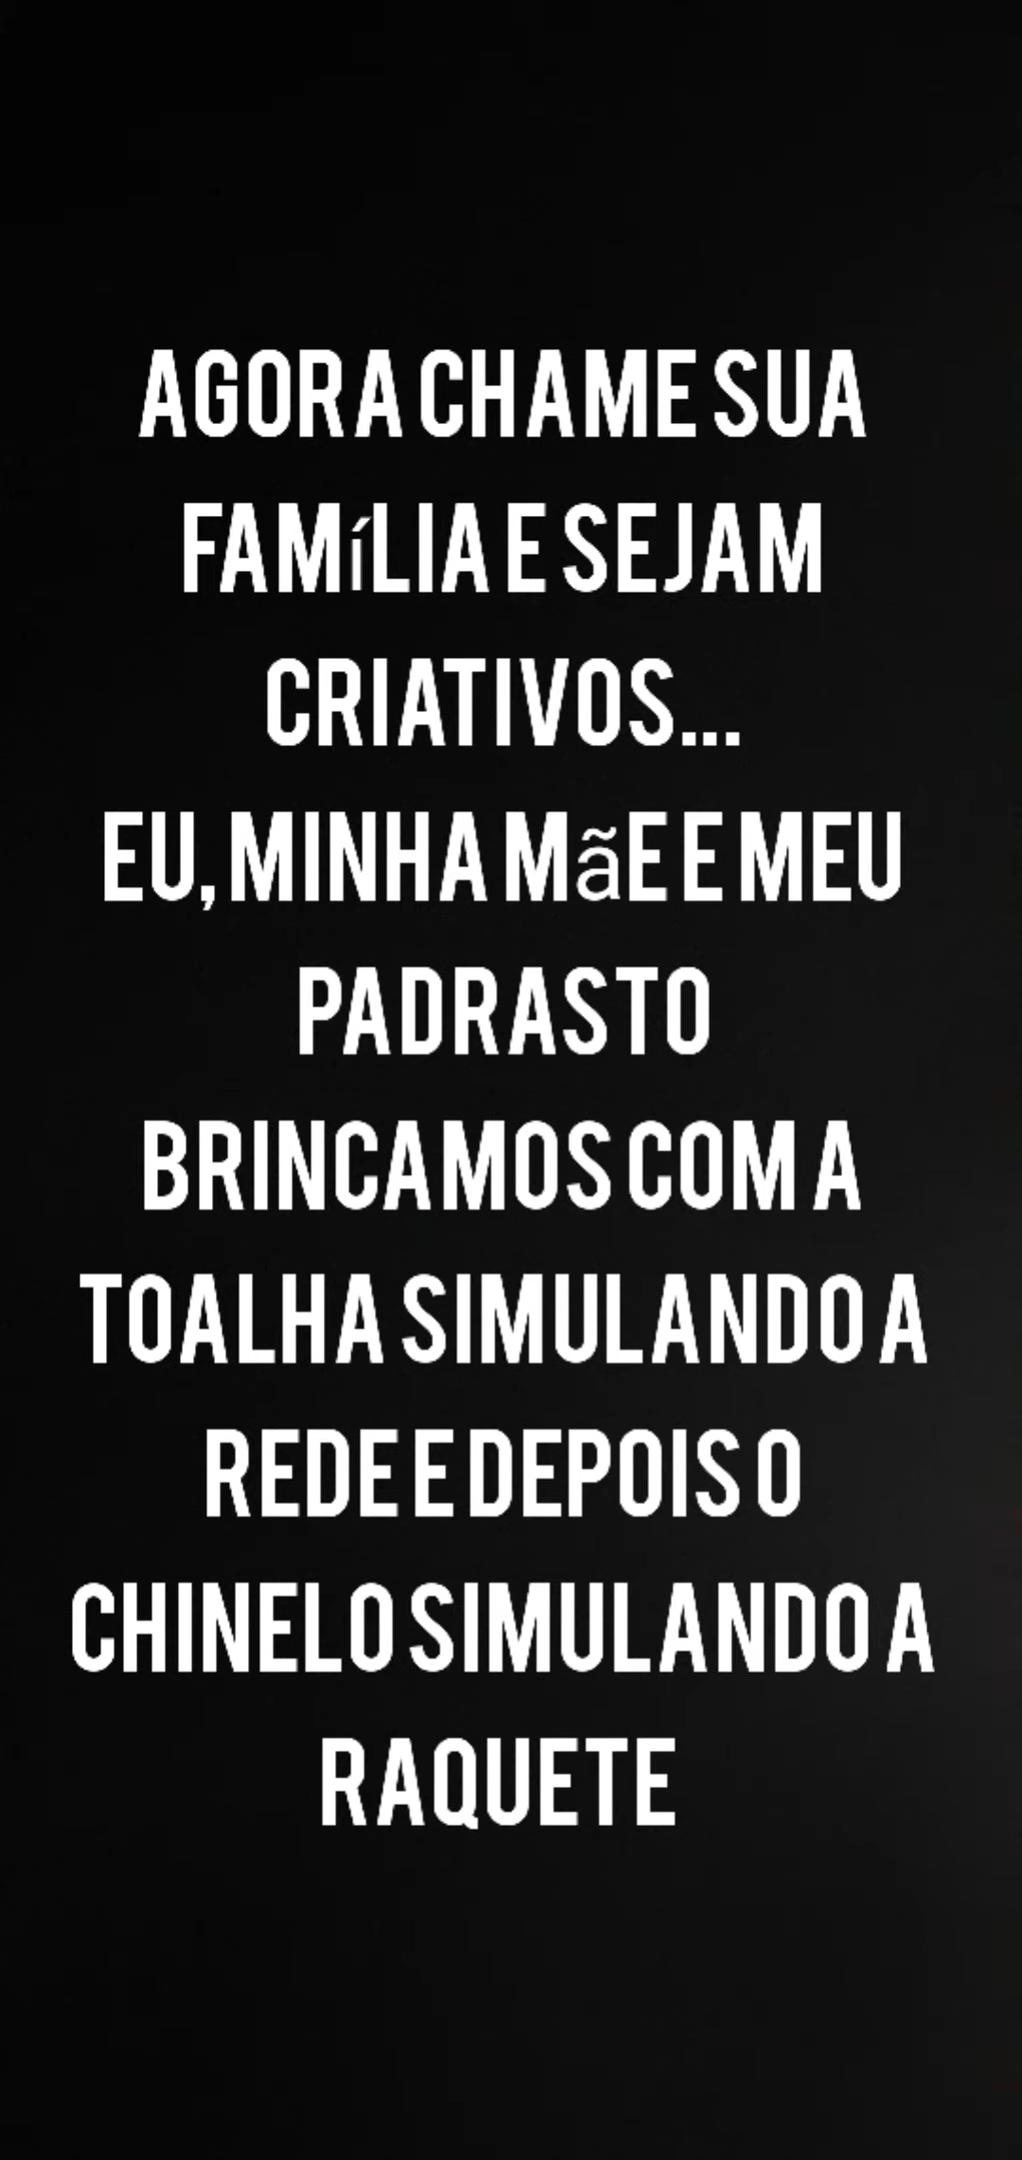 AGORA CHAME SUA
FAMíLIA E SEJAM
CRIATIVOS...
EU, MINHA MãE E MEU
PADRASTO
BRINCAMOS COM A
TOALHA SIMULANDO A
REDE E DEPOIS O
CHINELO SIMULANDO A
RAQUETE